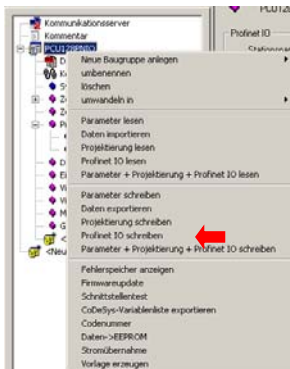 PCU12
Kommunikationsserver
Kommentar
Profinet IO
PCU128PNIO
Stationsname
Neue Baugruppe anlegen
umbenennen
löschen
umwandeln in
Parameter lesen
Daten importieren
Projektierung lesen
Profinet IO lesen
Parameter + Projektierung + Profinet IO lesen
Parameter schreiben
Daten exportieren
Projektierung schreiben
Profinet IO schreiben
Parameter + Projektierung + Profinet IO schreiben
<Neu
Fehlerspeicher anzeigen
Firmwareupdate
Schnittstellentest
CoDeSys-Variablenliste exportieren
Codenummer
Daten->EEPROM
Stromübernahme
Vorlage erzeugen